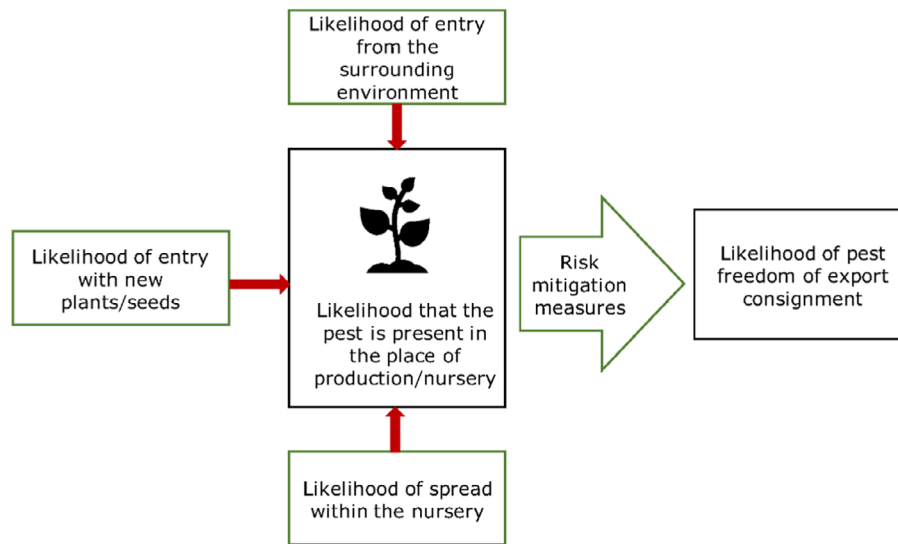 Likelihood of entry
from the
surrounding
environment
Likelihood of entry
with new
plants/seeds
Likelihood that the
pest is present in
the place of
production/nursery
Risk
mitigation
measures
Likelihood of pest
freedom of export
consignment
Likelihood of spread
within the nursery